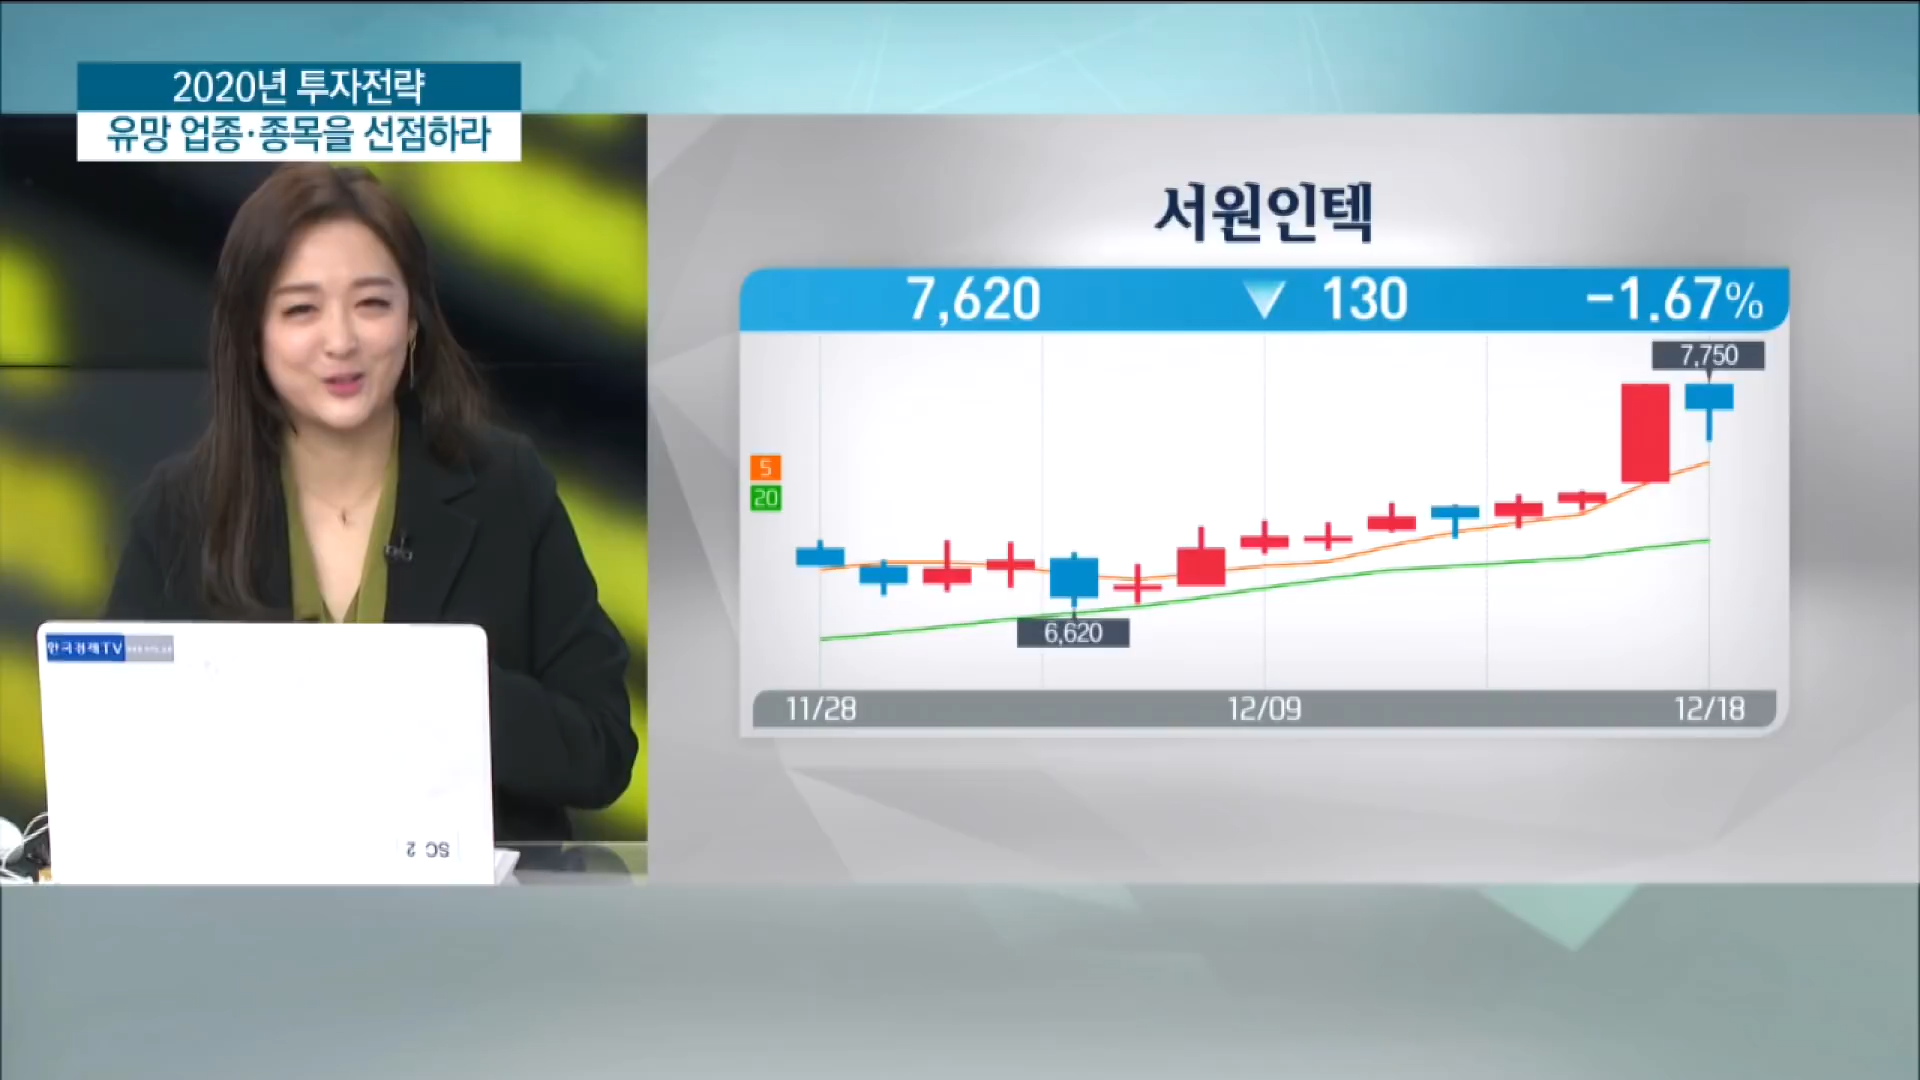 2020년 투자전략
유망 업종·종목을 선점하라
서원인텍
7,620 ▼ 130 -1.67%
7,750
5
20
6,620
11/28 12/09 12/18
한국경제TV
SC 2